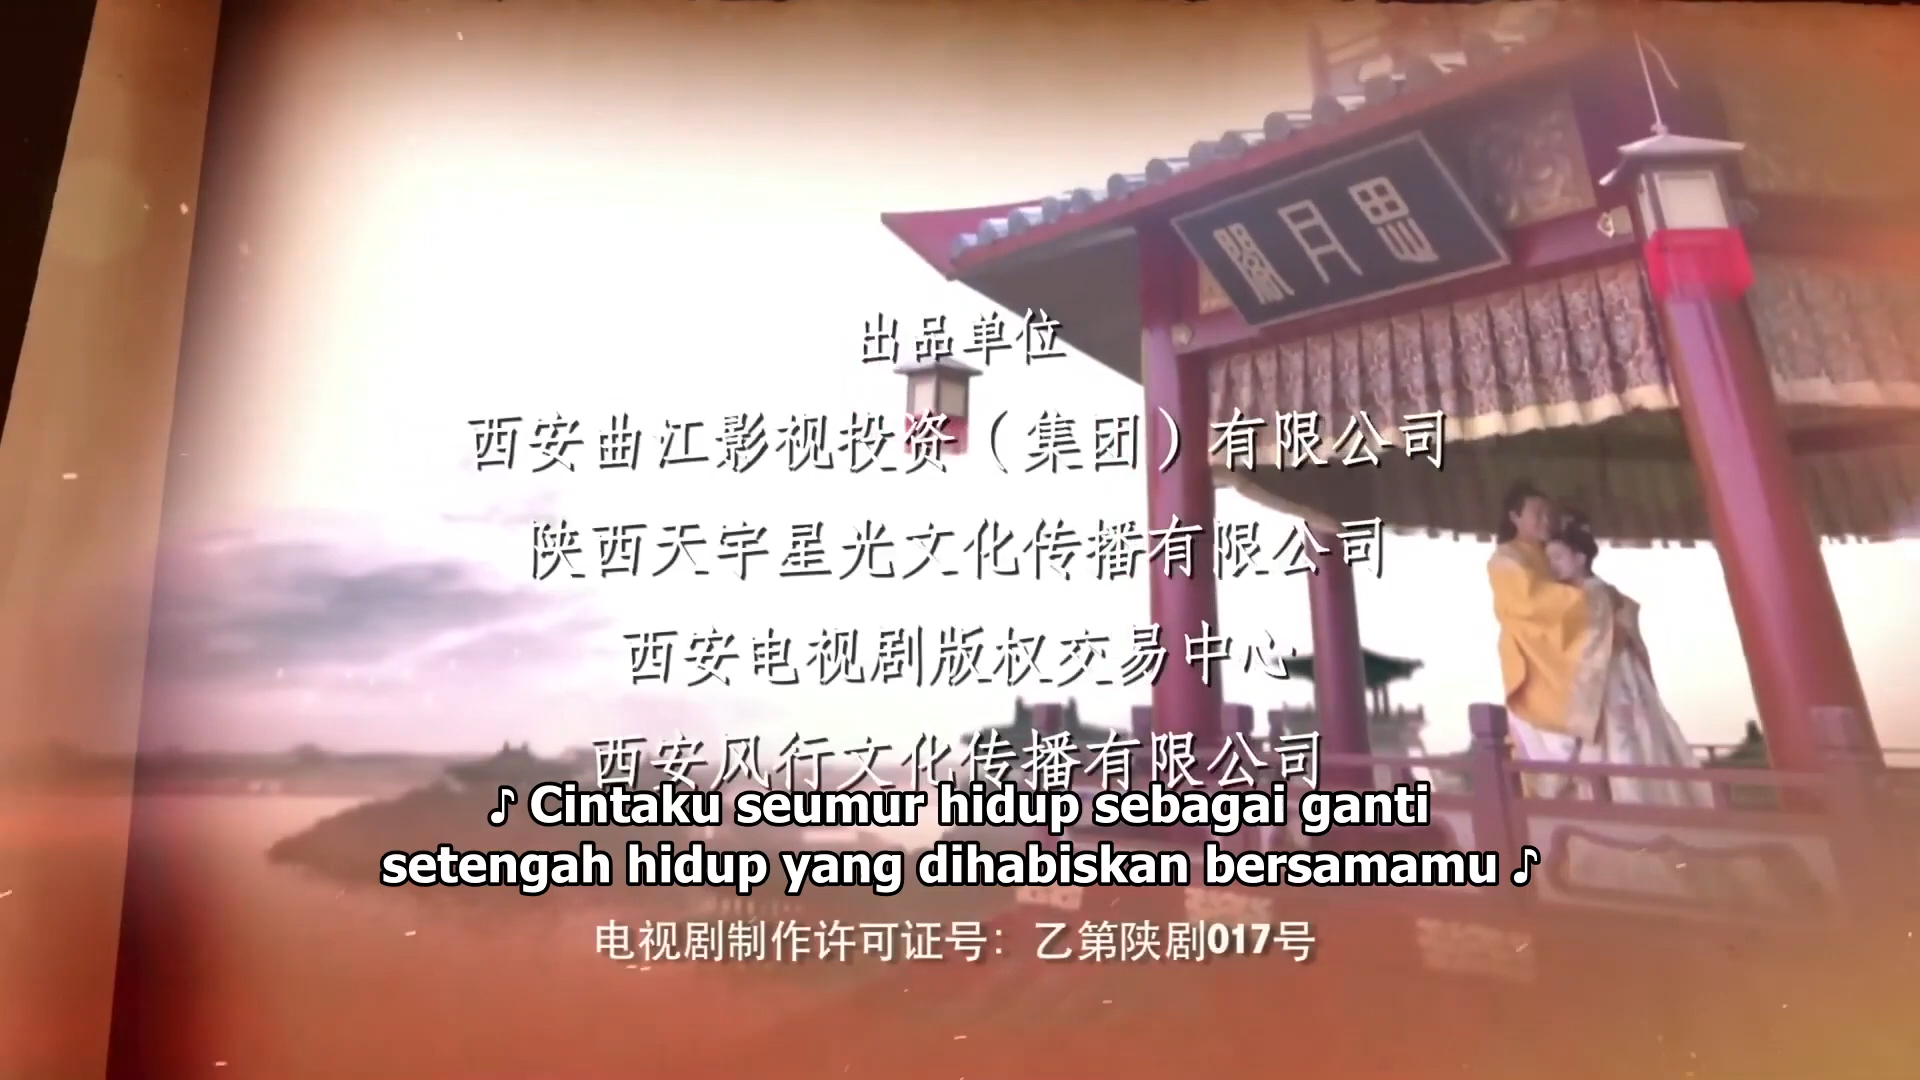 思月阁
出品单位
西安曲江影视投资（集团）有限公司
陕西天宇星光文化传播有限公司
西安电视剧版权交易中心
西安风行文化传播有限公司
♪ Cintaku seumur hidup sebagai ganti
setengah hidup yang dihabiskan bersamamu ♪
电视剧制作许可证号：乙第陕剧017号